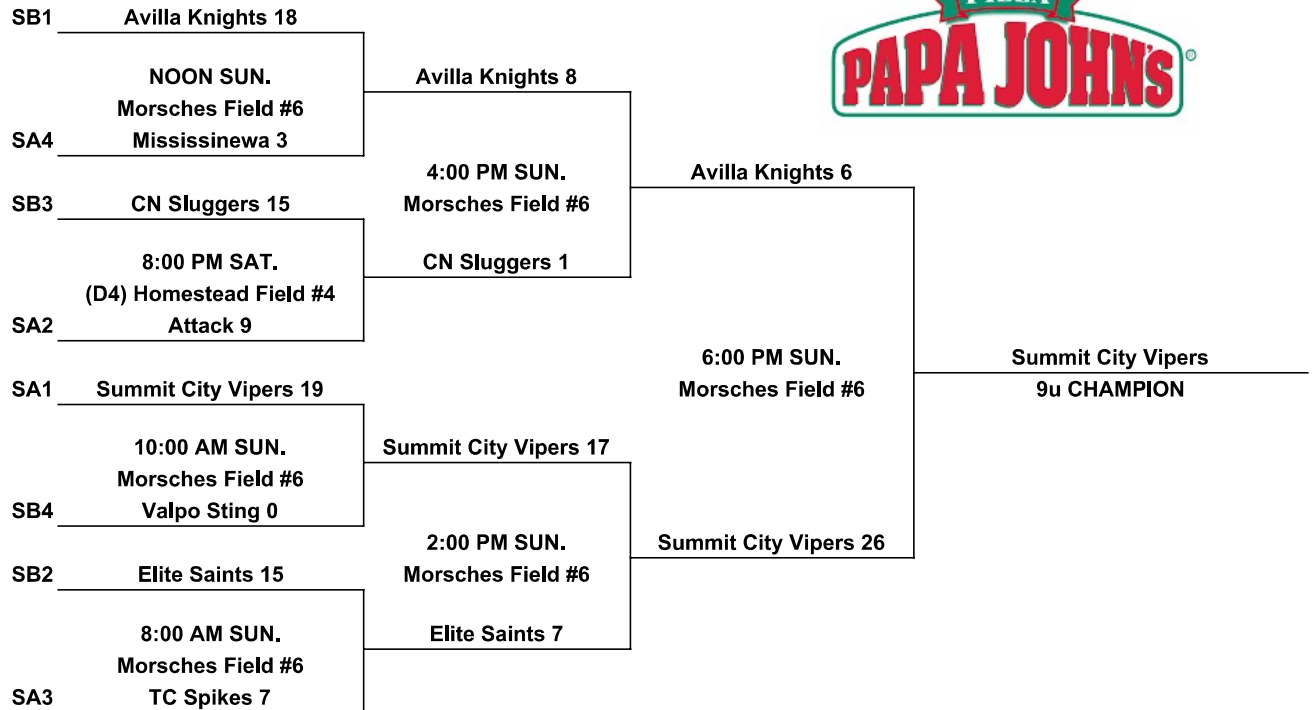 PIZZA
PAPA JOHN'S
SB1 Avilla Knights 18
NOON SUN.
Morsches Field #6
SA4 Mississinewa 3
Avilla Knights 8
SB3 CN Sluggers 15
8:00 PM SAT.
(D4) Homestead Field #4
SA2 Attack 9
4:00 PM SUN.
Morsches Field #6
CN Sluggers 1
Avilla Knights 6
SA1 Summit City Vipers 19
10:00 AM SUN.
Morsches Field #6
SB4 Valpo Sting 0
Summit City Vipers 17
SB2 Elite Saints 15
8:00 AM SUN.
Morsches Field #6
SA3 TC Spikes 7
2:00 PM SUN.
Morsches Field #6
Elite Saints 7
Summit City Vipers 26
6:00 PM SUN.
Morsches Field #6
Summit City Vipers
9u CHAMPION